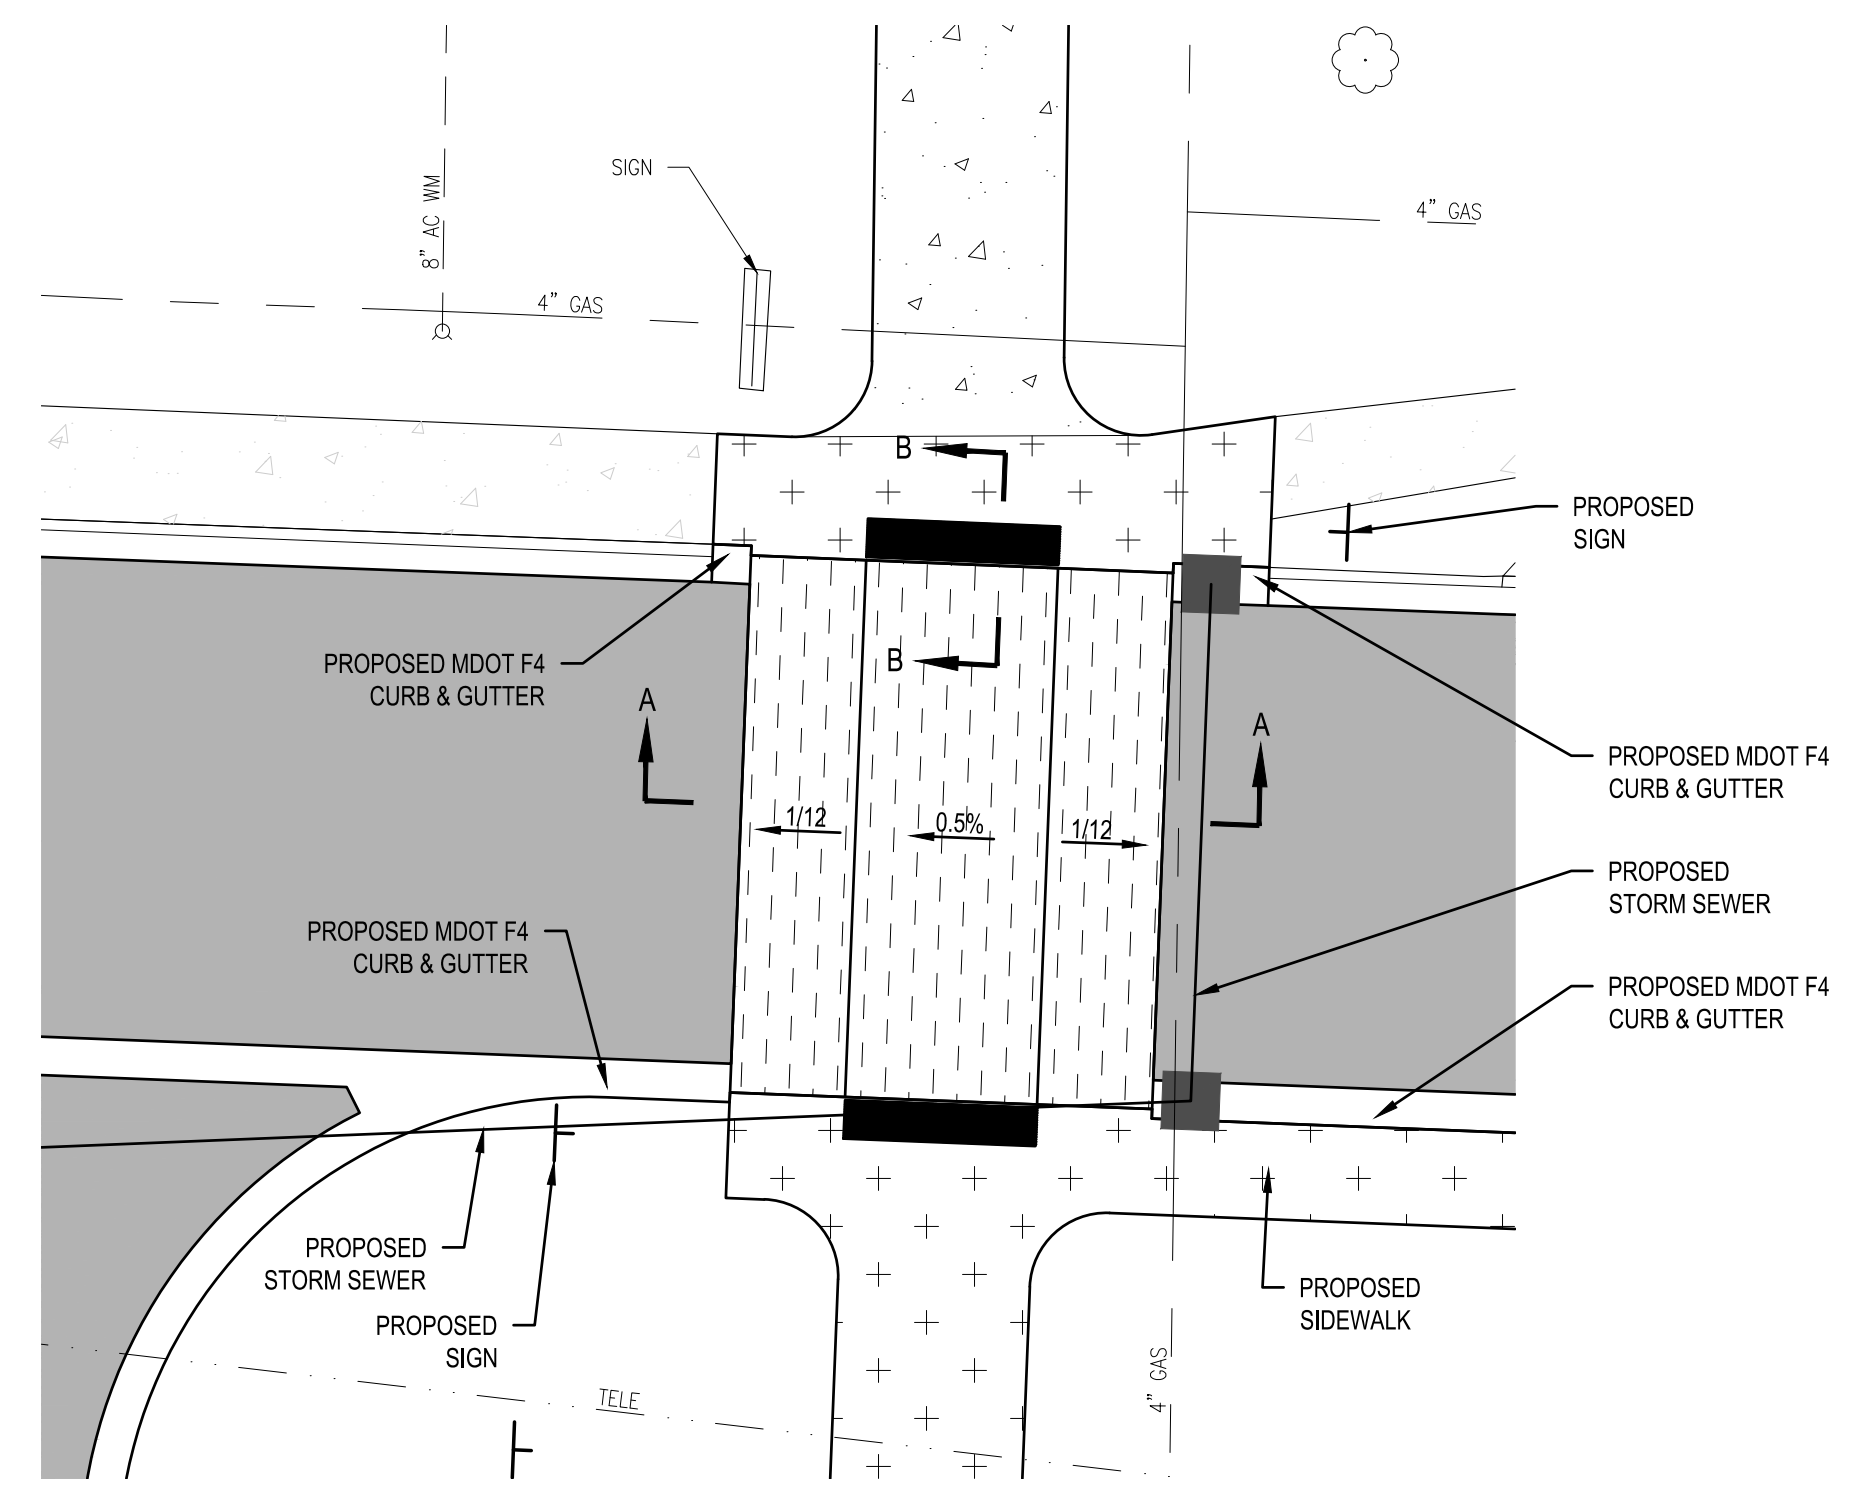 SIGN
8" AC WM
4" GAS
4" GAS
B
PROPOSED
SIGN
PROPOSED MDOT F4
CURB & GUTTER
B
A
A
PROPOSED MDOT F4
CURB & GUTTER
1/12
0.5%
1/12
PROPOSED
STORM SEWER
PROPOSED MDOT F4
CURB & GUTTER
PROPOSED MDOT F4
CURB & GUTTER
PROPOSED
STORM SEWER
PROPOSED
SIGN
PROPOSED
SIDEWALK
TELE
4" GAS